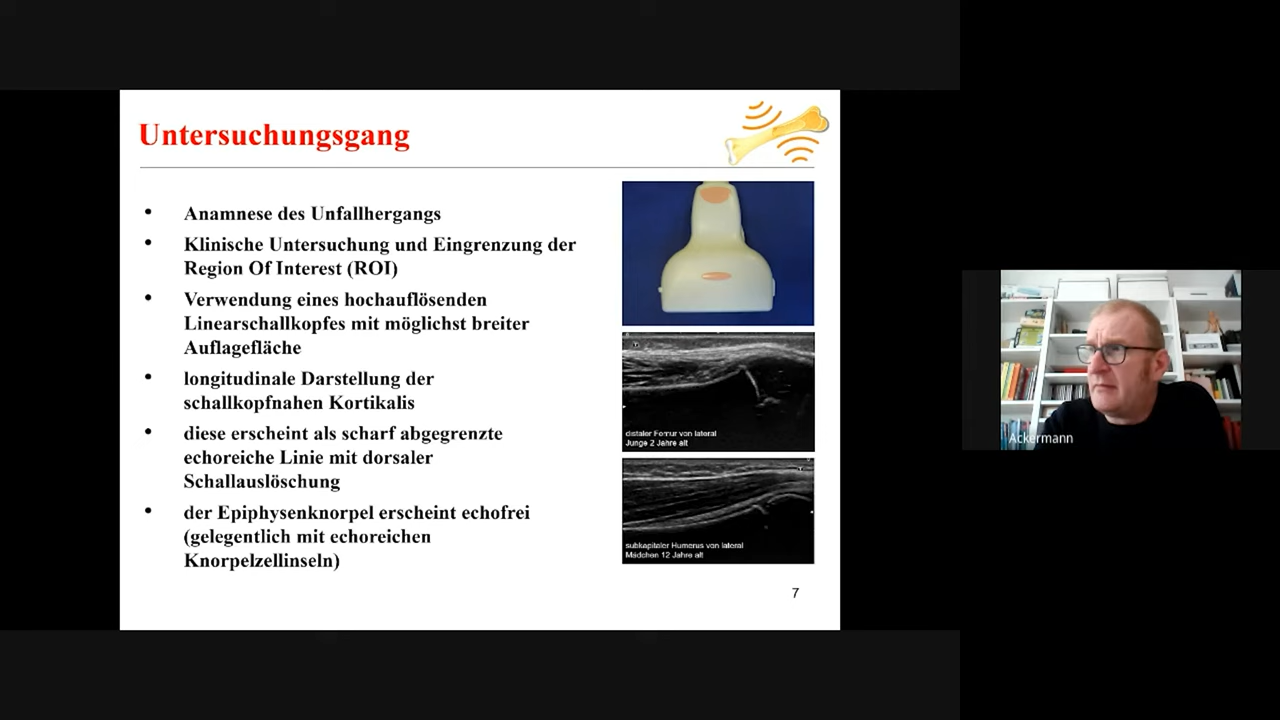 Untersuchungsgang
• Anamnese des Unfallhergangs
• Klinische Untersuchung und Eingrenzung der
Region Of Interest (ROI)
• Verwendung eines hochauflösenden
Linearschallkopfes mit möglichst breiter
Auflagefläche
• longitudinale Darstellung der
schallkopfnahen Kortikalis
• diese erscheint als scharf abgegrenzte
echoreiche Linie mit dorsaler
Schallauslöschung
• der Epiphysenknorpel erscheint echofrei
(gelegentlich mit echoreichen
Knorpelzellinseln)
distaler Femur von lateral
Junge 2 Jahre alt
subkapitaler Humerus von lateral
Mädchen 12 Jahre alt
7
Ackermann